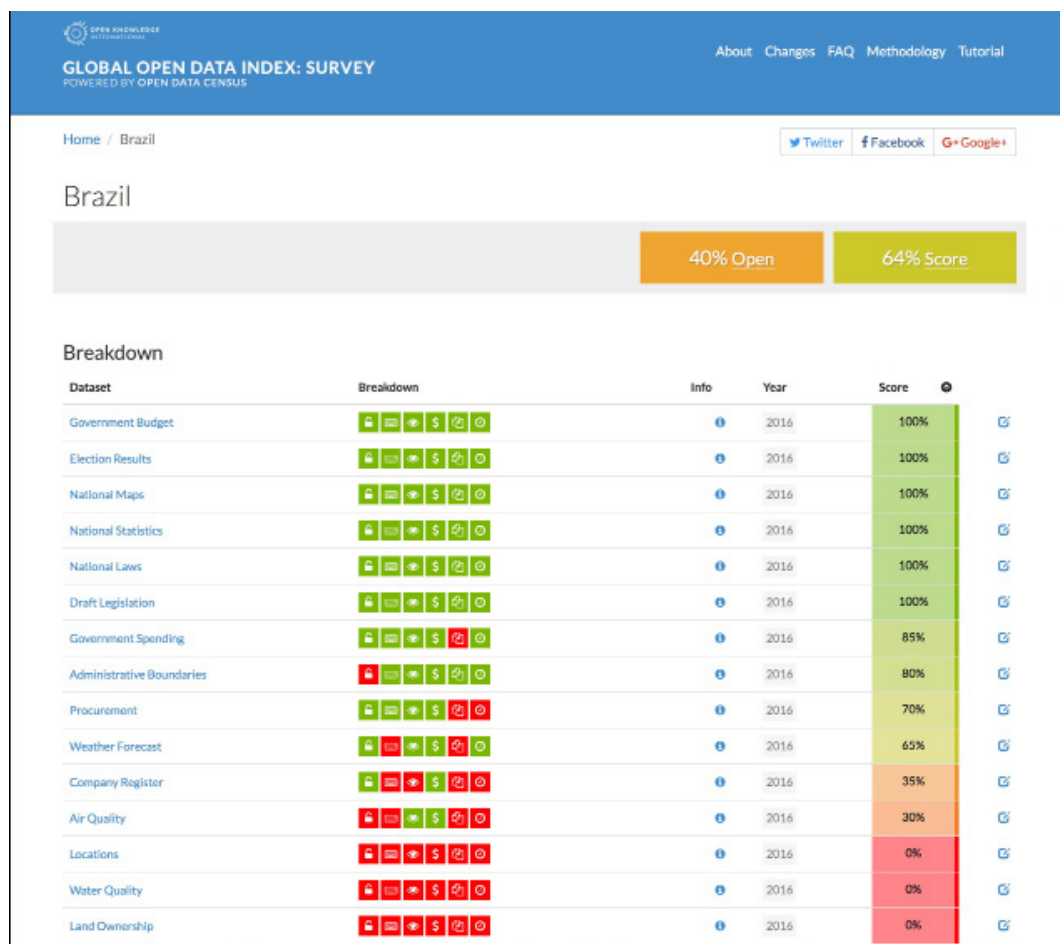 OPEN KNOWLEDGE
INTERNATIONAL
GLOBAL OPEN DATA INDEX: SURVEY
POWERED BY OPEN DATA CENSUS
About Changes FAQ Methodology Tutorial
Home / Brazil
Twitter Facebook G+ Google+
Brazil
40% Open 64% Score
Breakdown
Dataset Breakdown Info Year Score
Government Budget $ 2016 100%
Election Results $ 2016 100%
National Maps $ 2016 100%
National Statistics $ 2016 100%
National Laws $ 2016 100%
Draft Legislation $ 2016 100%
Government Spending $ 2016 85%
Administrative Boundaries $ 2016 80%
Procurement $ 2016 70%
Weather Forecast $ 2016 65%
Company Register $ 2016 35%
Air Quality $ 2016 30%
Locations $ 2016 0%
Water Quality $ 2016 0%
Land Ownership $ 2016 0%